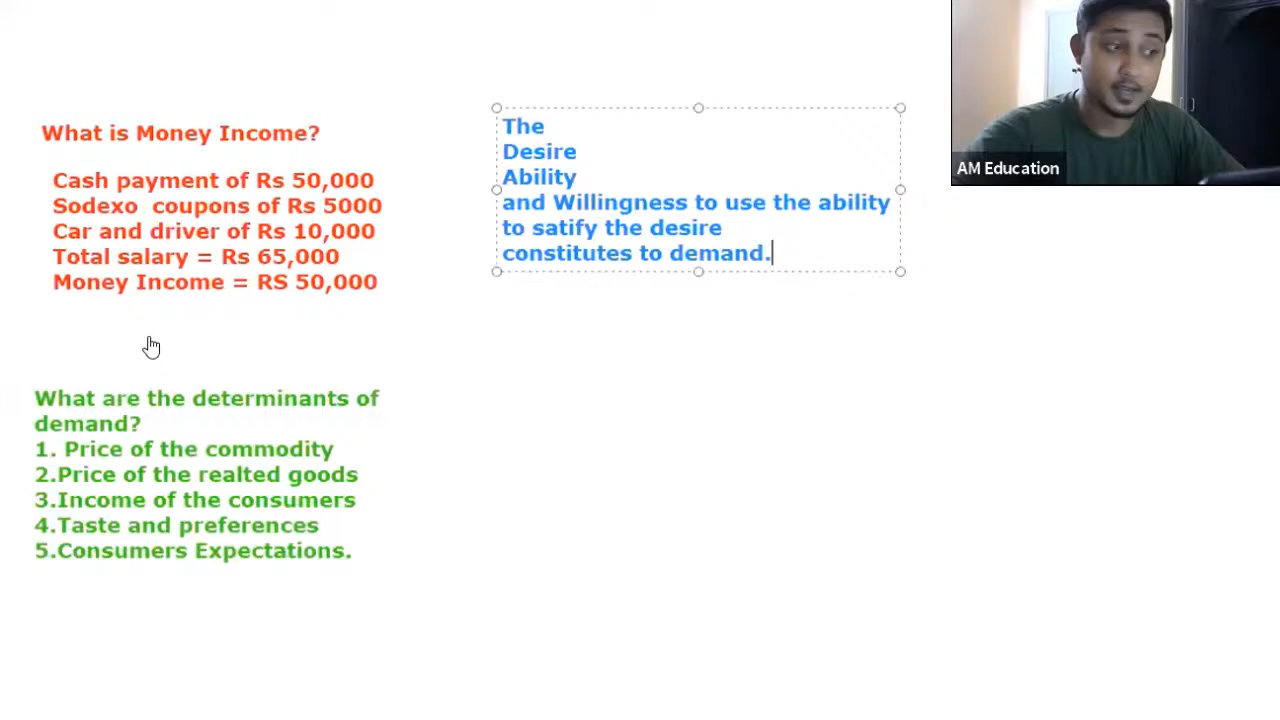 What is Money Income?
Cash payment of Rs 50,000
Sodexo coupons of Rs 5000
Car and driver of Rs 10,000
Total salary = Rs 65,000
Money Income = RS 50,000
What are the determinants of
demand?
1. Price of the commodity
2.Price of the realted goods
3.Income of the consumers
4.Taste and preferences
5.Consumers Expectations.
The
Desire
Ability
and Willingness to use the ability
to satify the desire
constitutes to demand.
AM Education